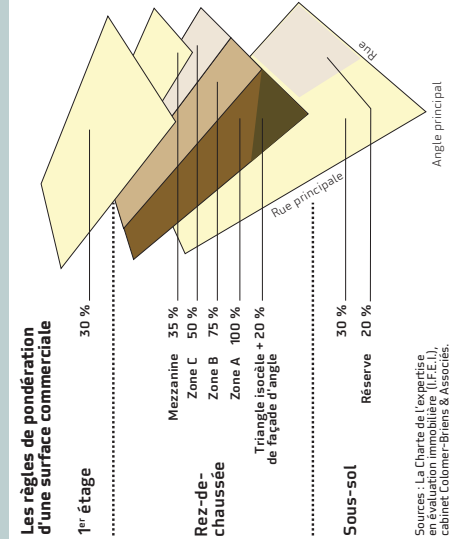 Les règles de pondération
d'une surface commerciale
1er étage
30 %
Rez-de-
chaussée
Mezzanine 35 %
Zone C 50 %
Zone B 75 %
Zone A 100 %
Triangle isocèle + 20 %
de façade d'angle
Sous-sol
30 %
Réserve 20 %
Rue
Rue principale
Angle principal
Sources : La Charte de l'expertise
en évaluation immobilière (I.F.E.I.),
cabinet Colomer-Briens & Associés.